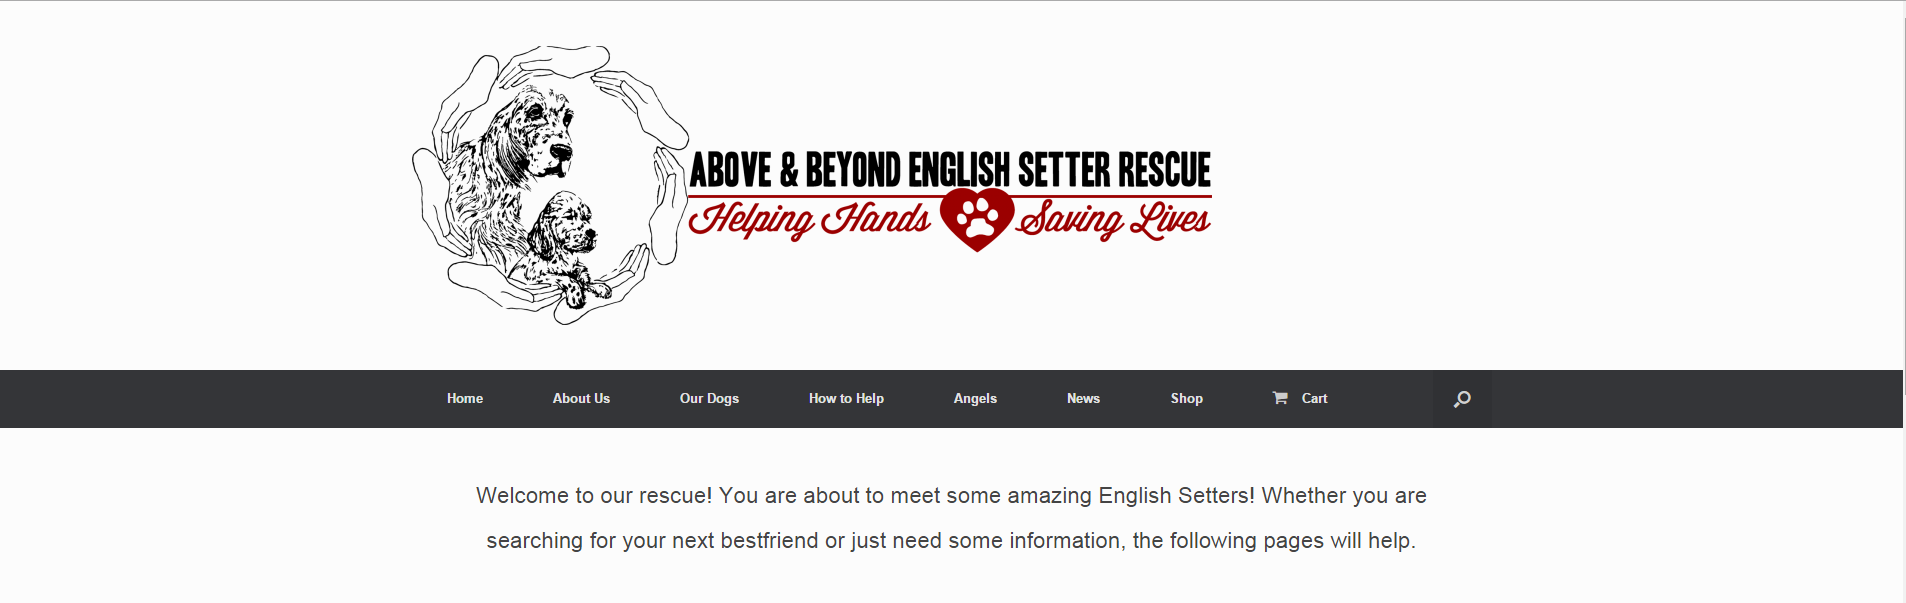 ABOVE & BEYOND ENGLISH SETTER RESCUE
Helping Hands Saving Lives
Home About Us Our Dogs How to Help Angels News Shop Cart
Welcome to our rescue! You are about to meet some amazing English Setters! Whether you are
searching for your next bestfriend or just need some information, the following pages will help.